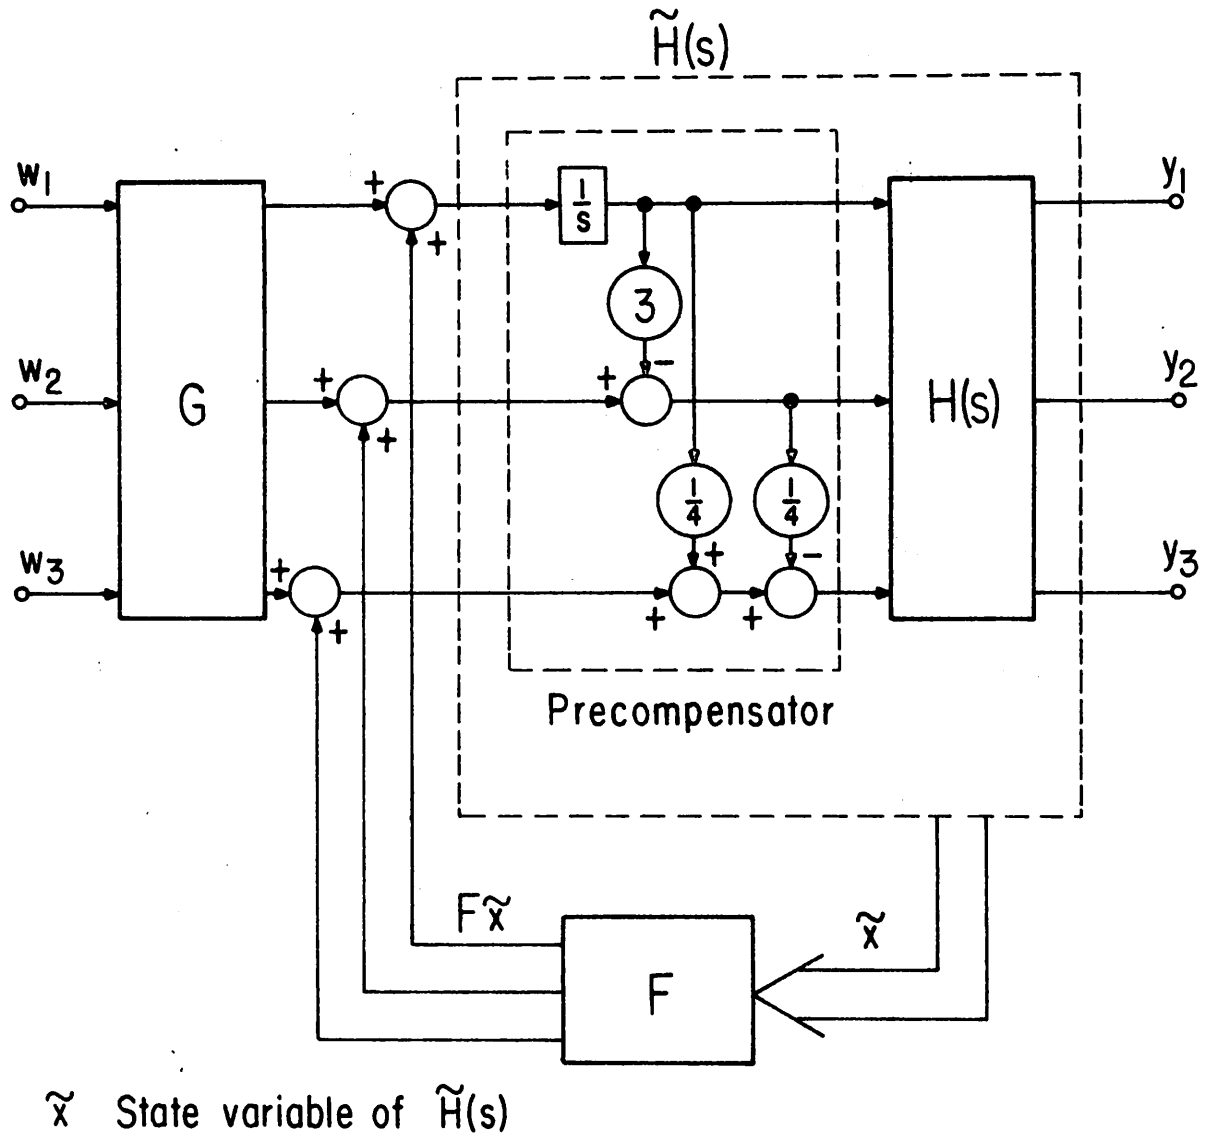 H̃(s)
w1
y1
+
1/s
+
3
−
w2
+
+
y2
G
H(s)
+
1/4
1/4
w3
+
+
−
y3
+
+
+
Precompensator
Fx̃
x̃
F
x̃ State variable of H̃(s)